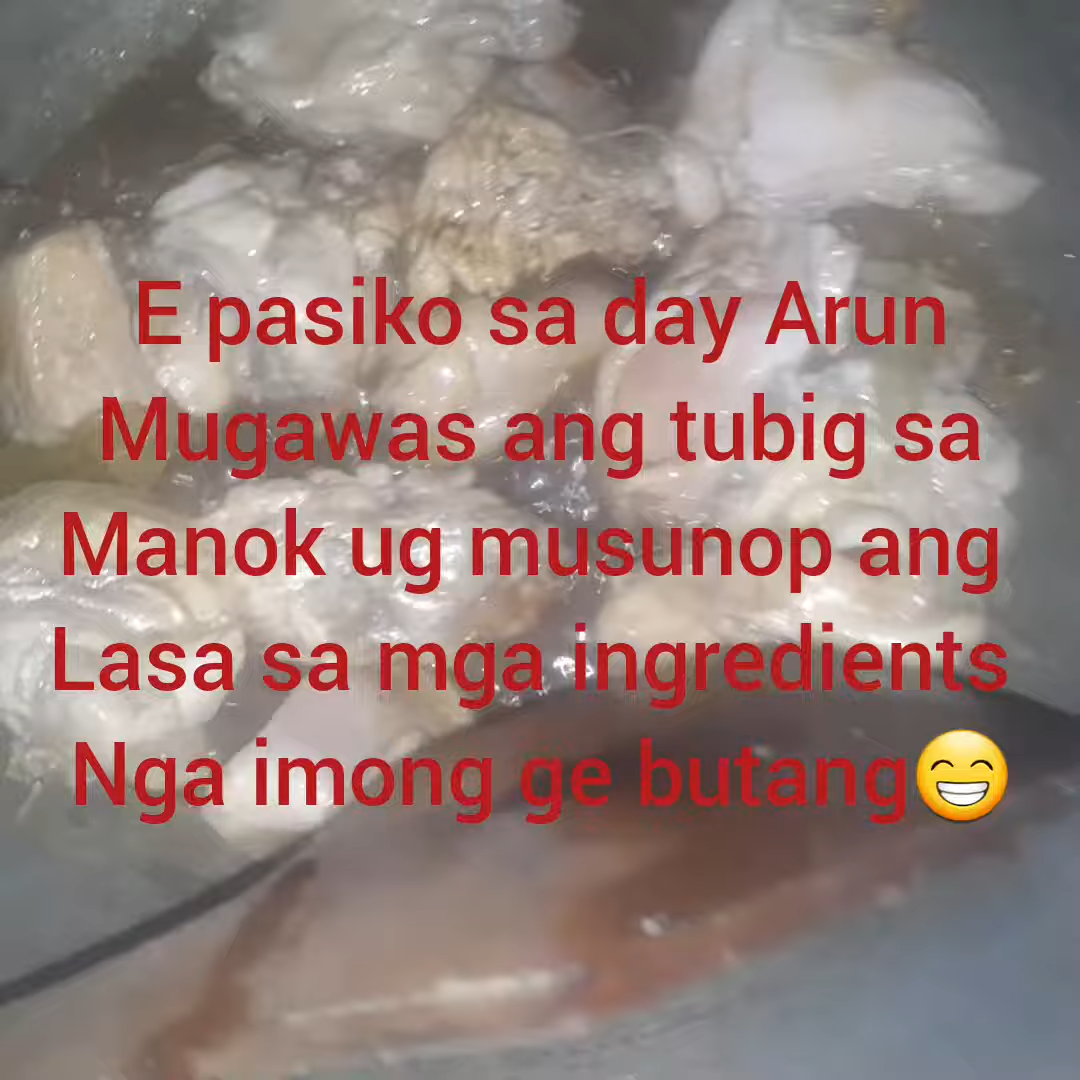 E pasiko sa day Arun
Mugawas ang tubig sa
Manok ug musunop ang
Lasa sa mga ingredients
Nga imong ge butang😁